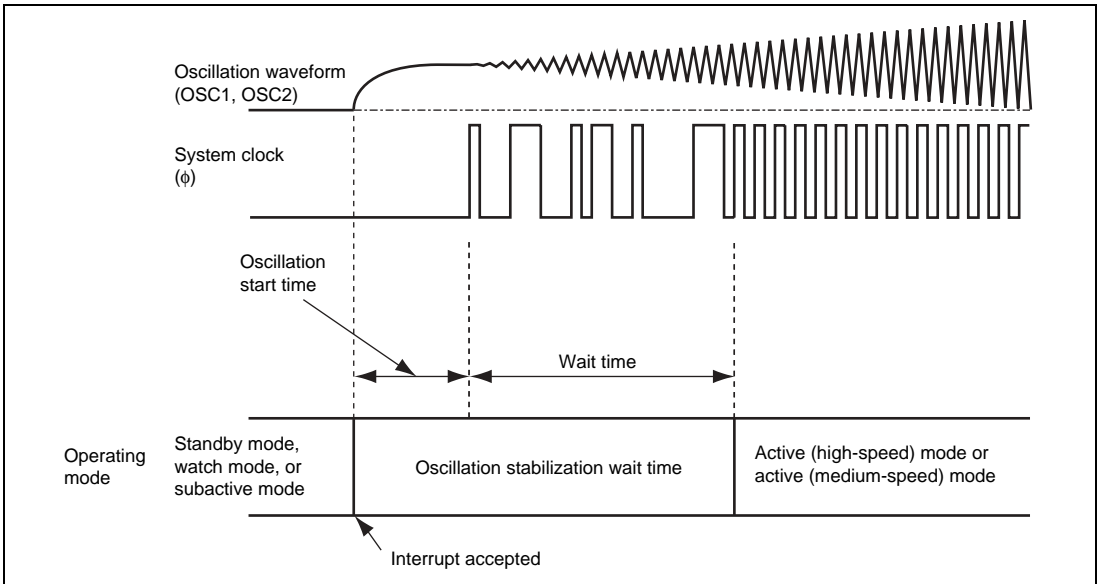 Oscillation waveform
(OSC1, OSC2)
System clock
(ϕ)
Oscillation
start time
Wait time
Operating
mode
Standby mode,
watch mode, or
subactive mode
Oscillation stabilization wait time
Active (high-speed) mode or
active (medium-speed) mode
Interrupt accepted